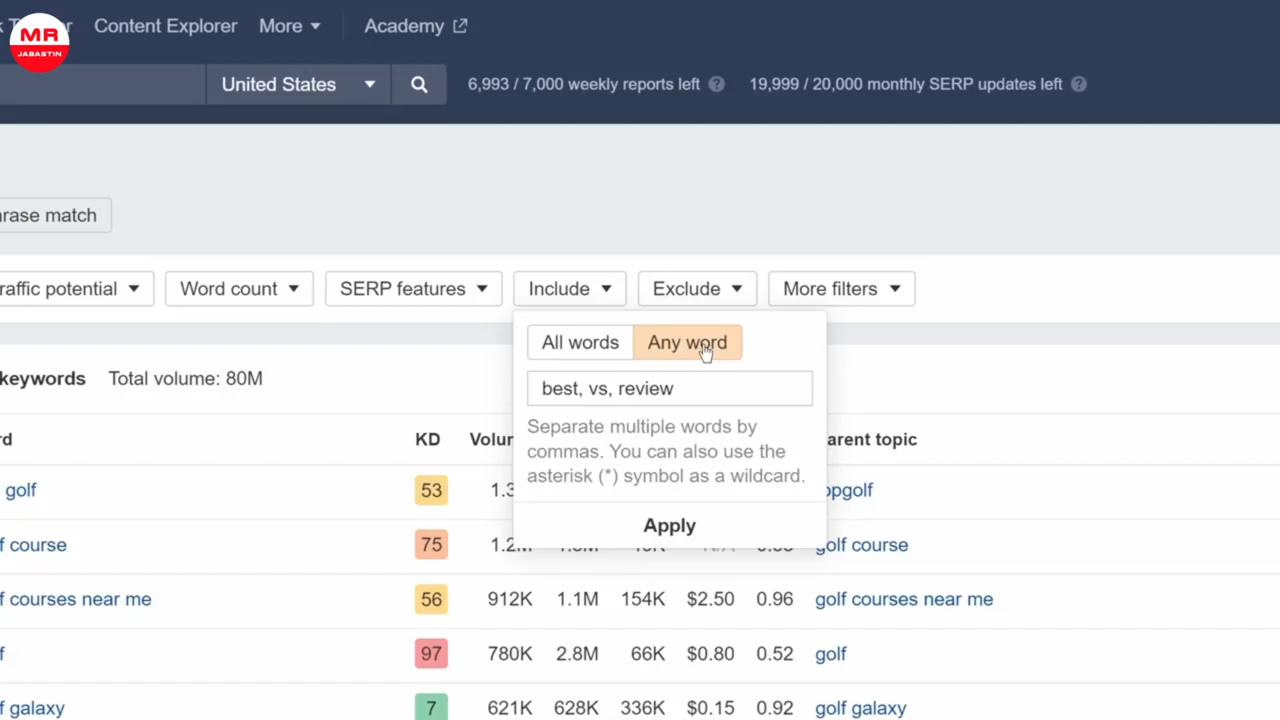 MR
JABASTIN
Content Explorer
More
Academy
United States
6,993 / 7,000 weekly reports left
19,999 / 20,000 monthly SERP updates left
match
potential
Word count
SERP features
Include
Exclude
More filters
All words
Any word
best, vs, review
Separate multiple words by
commas. You can also use the
asterisk (*) symbol as a wildcard.
Apply
keywords
Total volume: 80M
KD
topic
golf
53
course
75
golf course
courses near me
56
912K
1.1M
154K
$2.50
0.96
golf courses near me
97
780K
2.8M
66K
$0.80
0.52
golf
galaxy
7
621K
628K
336K
$0.15
0.92
golf galaxy